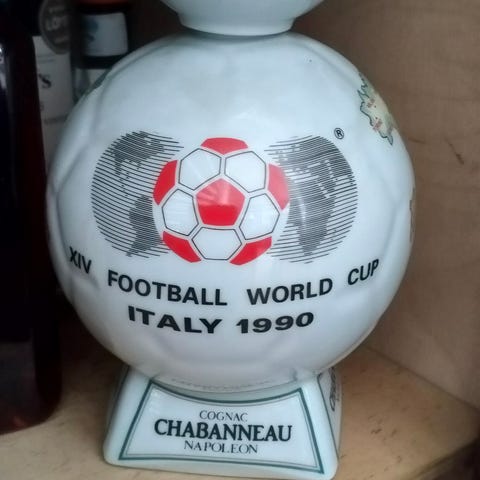 ®
XIV FOOTBALL WORLD CUP
ITALY 1990
COGNAC
CHABANNEAU
NAPOLEON